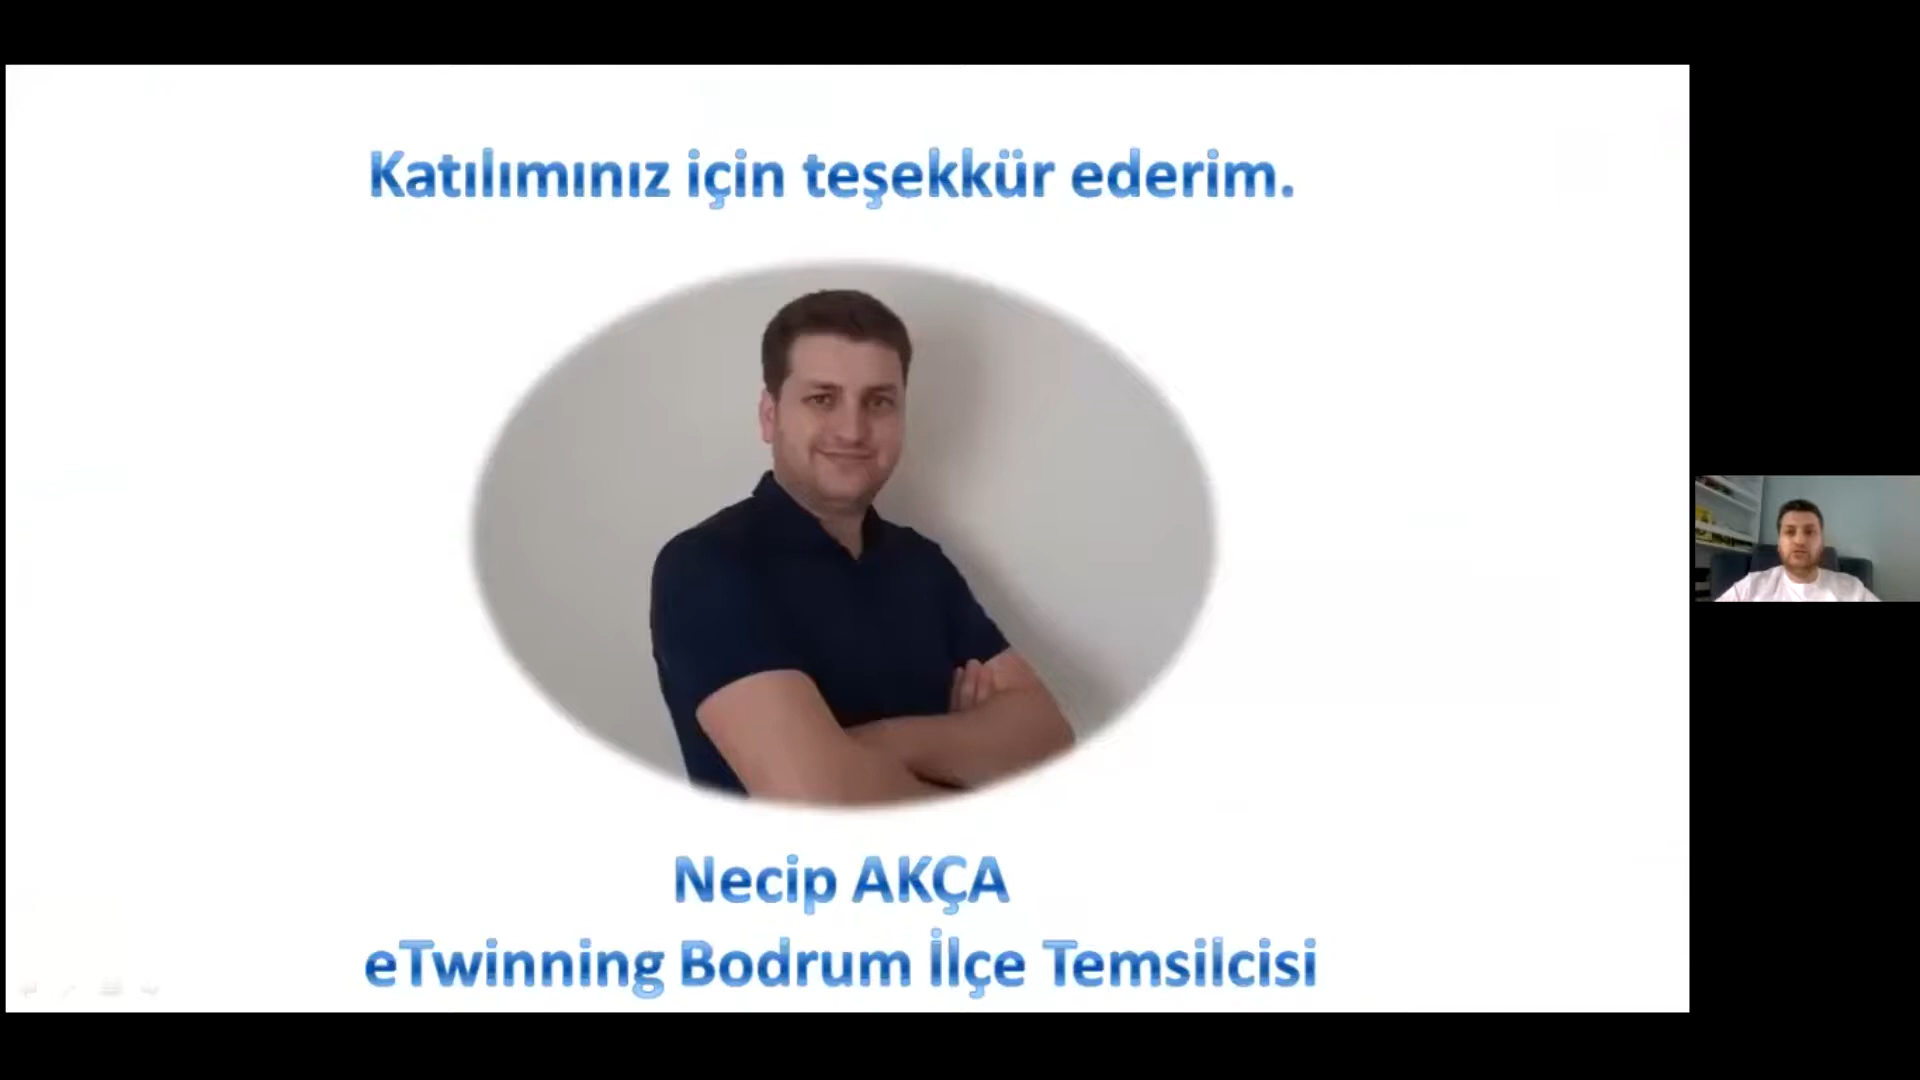 Katılımınız için teşekkür ederim.
Necip AKÇA
eTwinning Bodrum İlçe Temsilcisi